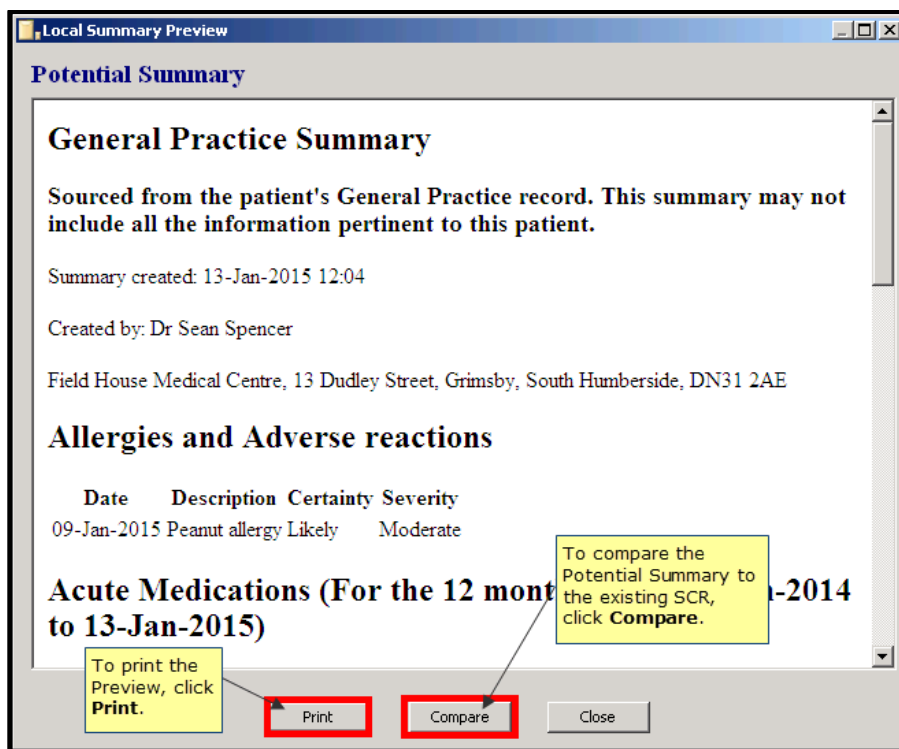 Local Summary Preview
Potential Summary
General Practice Summary
Sourced from the patient's General Practice record. This summary may not
include all the information pertinent to this patient.
Summary created: 13-Jan-2015 12:04
Created by: Dr Sean Spencer
Field House Medical Centre, 13 Dudley Street, Grimsby, South Humberside, DN31 2AE
Allergies and Adverse reactions
Date Description Certainty Severity
09-Jan-2015 Peanut allergy Likely Moderate
Acute Medications (For the 12 -2014
to 13-Jan-2015)
To compare the
Potential Summary to
the existing SCR,
click Compare.
To print the
Preview, click
Print.
Print Compare Close